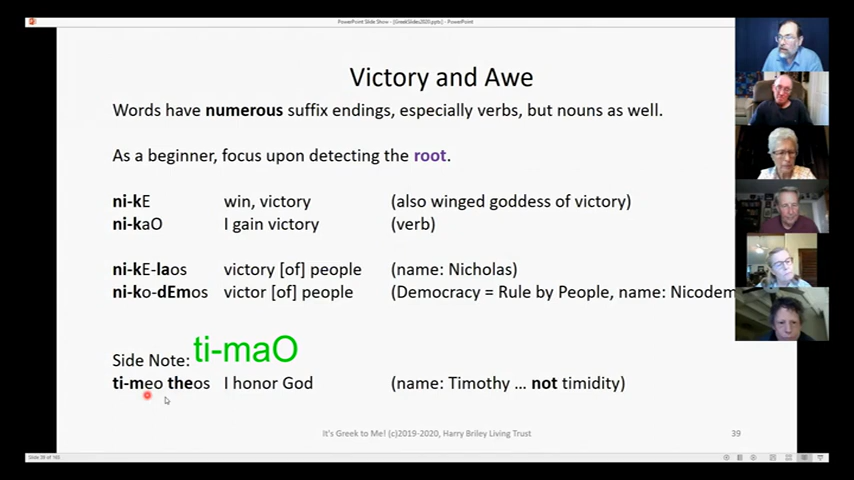 PowerPoint Slide Show - [GreekSlides2020.pptx] - PowerPoint
Victory and Awe
Words have numerous suffix endings, especially verbs, but nouns as well.
As a beginner, focus upon detecting the root.
ni-kE win, victory (also winged goddess of victory)
ni-kaO I gain victory (verb)
ni-kE-laos victory [of] people (name: Nicholas)
ni-ko-dEmos victor [of] people (Democracy = Rule by People, name: Nicodem
ti-maO
Side Note:
ti-meo theos I honor God (name: Timothy ... not timidity)
It's Greek to Me! (c)2019-2020, Harry Briley Living Trust 39